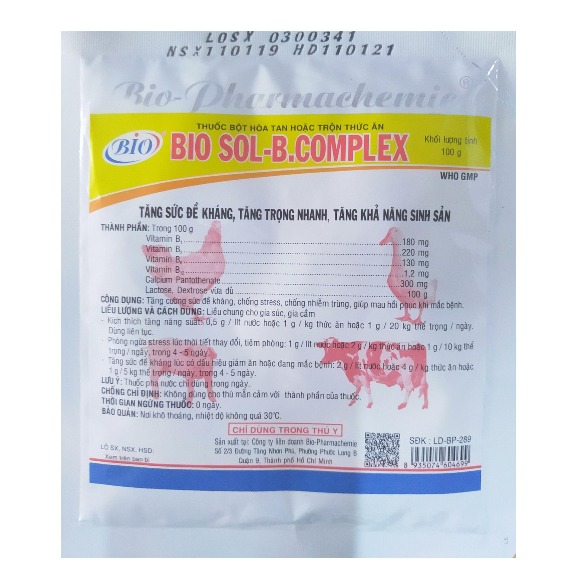 LOSX 0300341
NSX110119 HD110121
Bio-Pharmachemie®
THUỐC BỘT HÒA TAN HOẶC TRỘN THỨC ĂN
BIO
BIO SOL-B.COMPLEX
Khối lượng tịnh
100 g
WHO GMP
TĂNG SỨC ĐỀ KHÁNG, TĂNG TRỌNG NHANH, TĂNG KHẢ NĂNG SINH SẢN
THÀNH PHẦN: Trong 100 g
Vitamin B 180 mg
Vitamin B 220 mg
Vitamin B 130 mg
Vitamin B 1,2 mg
Calcium Pantothenate 300 mg
Lactose, Dextrose vừa đủ 100 g
CÔNG DỤNG: Tăng cường sức đề kháng, chống stress, chống nhiễm trùng, giúp mau hồi phục khi mắc bệnh.
LIỀU LƯỢNG VÀ CÁCH DÙNG: Liều chung cho gia súc, gia cầm
- Kích thích tăng năng suất: 0,5 g / lít nước hoặc 1 g / kg thức ăn hoặc 1 g / 20 kg thể trọng / ngày.
Dùng liên tục.
- Phòng ngừa stress lúc thời tiết thay đổi, tiêm phòng: 1 g / lít nước hoặc 2 g / kg thức ăn hoặc 1 g / 10 kg thể
trọng / ngày, trong 4 - 5 ngày.
- Tăng sức đề kháng lúc có dấu hiệu giảm ăn hoặc đang mắc bệnh: 2 g / lít nước hoặc 4 g / kg thức ăn hoặc
1 g / 5 kg thể trọng / ngày, trong 4 - 5 ngày.
LƯU Ý: Thuốc pha nước chỉ dùng trong ngày.
CHỐNG CHỈ ĐỊNH: Không dùng cho thú mẫn cảm với thành phần của thuốc.
THỜI GIAN NGỪNG THUỐC: 0 ngày.
BẢO QUẢN: Nơi khô thoáng, nhiệt độ không quá 30°C.
CHỈ DÙNG TRONG THÚ Y
LÔ SX, NSX, HSD:
Xem trên bao bì
Sản xuất tại: Công ty liên doanh Bio-Pharmachemie
Số 2/3 Đường Tăng Nhơn Phú, Phường Phước Long B
Quận 9, Thành phố Hồ Chí Minh
SĐK : LD-BP-289
8 935074 604695